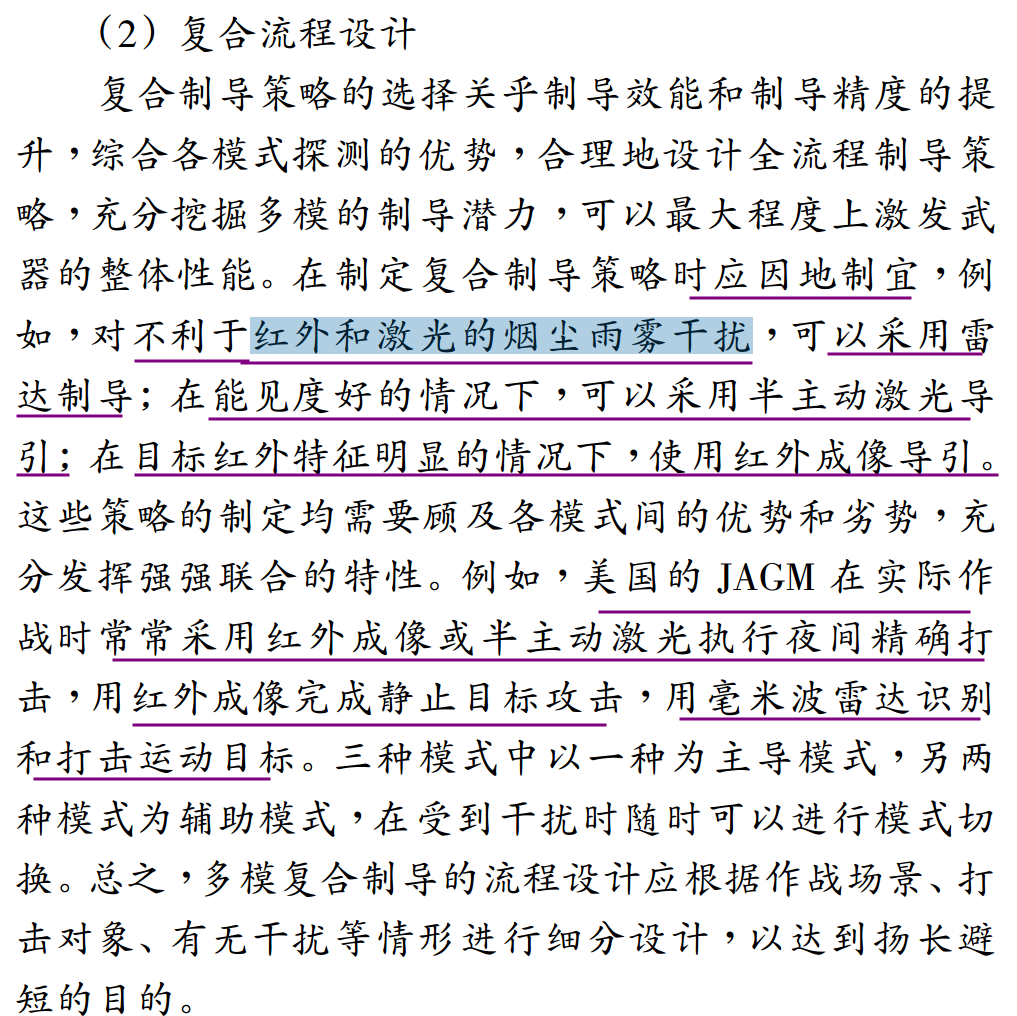 （2）复合流程设计
复合制导策略的选择关乎制导效能和制导精度的提
升，综合各模式探测的优势，合理地设计全流程制导策
略，充分挖掘多模的制导潜力，可以最大程度上激发武
器的整体性能。在制定复合制导策略时应因地制宜，例
如，对不利于红外和激光的烟尘雨雾干扰，可以采用雷
达制导；在能见度好的情况下，可以采用半主动激光导
引；在目标红外特征明显的情况下，使用红外成像导引。
这些策略的制定均需要顾及各模式间的优势和劣势，充
分发挥强强联合的特性。例如，美国的 JAGM 在实际作
战时常常采用红外成像或半主动激光执行夜间精确打
击，用红外成像完成静止目标攻击，用毫米波雷达识别
和打击运动目标。三种模式中以一种为主导模式，另两
种模式为辅助模式，在受到干扰时随时可以进行模式切
换。总之，多模复合制导的流程设计应根据作战场景、打
击对象、有无干扰等情形进行细分设计，以达到扬长避
短的目的。